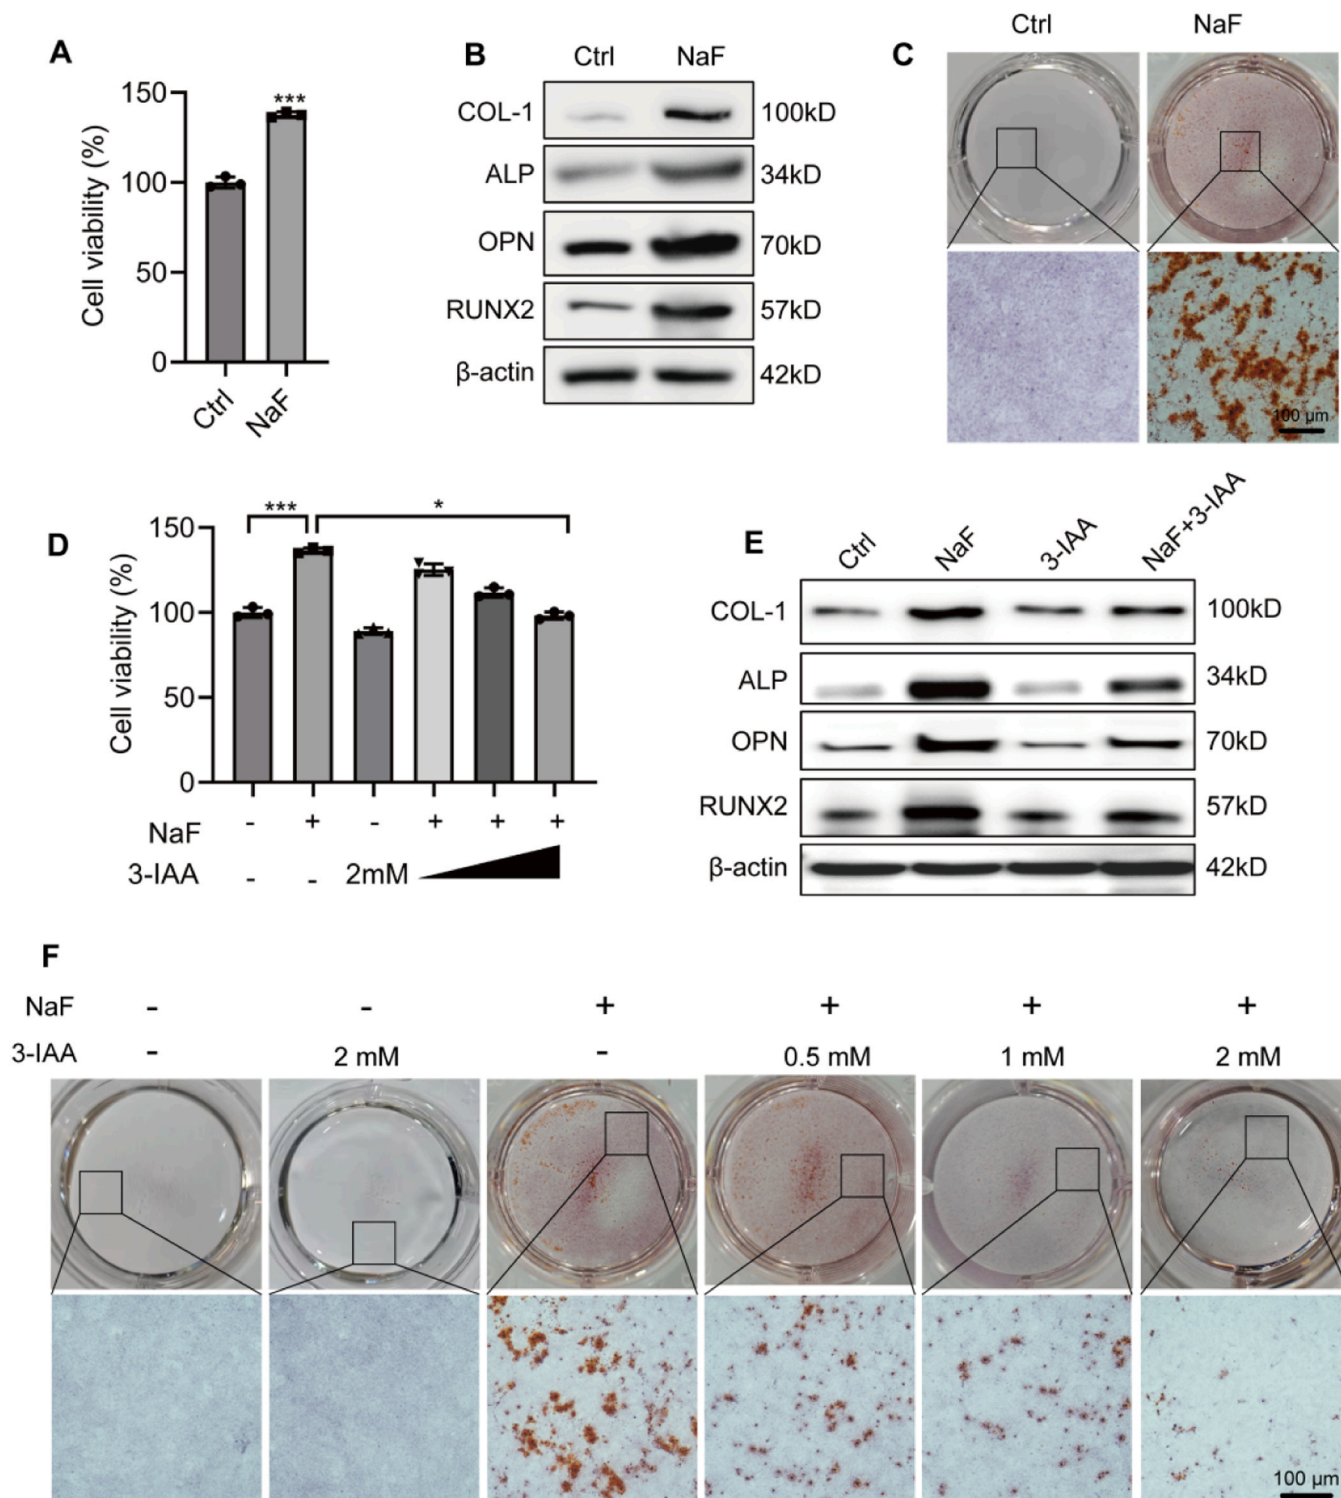 A
Cell viability (%)
150
100
50
0
***
Ctrl
NaF
B
Ctrl NaF
COL-1 100kD
ALP 34kD
OPN 70kD
RUNX2 57kD
β-actin 42kD
C
Ctrl NaF
100 μm
D
Cell viability (%)
150
100
50
0
*** *
NaF - + - + + +
3-IAA - - 2mM
E
Ctrl NaF 3-IAA NaF+3-IAA
COL-1 100kD
ALP 34kD
OPN 70kD
RUNX2 57kD
β-actin 42kD
F
NaF - - + + + +
3-IAA - 2 mM - 0.5 mM 1 mM 2 mM
100 μm